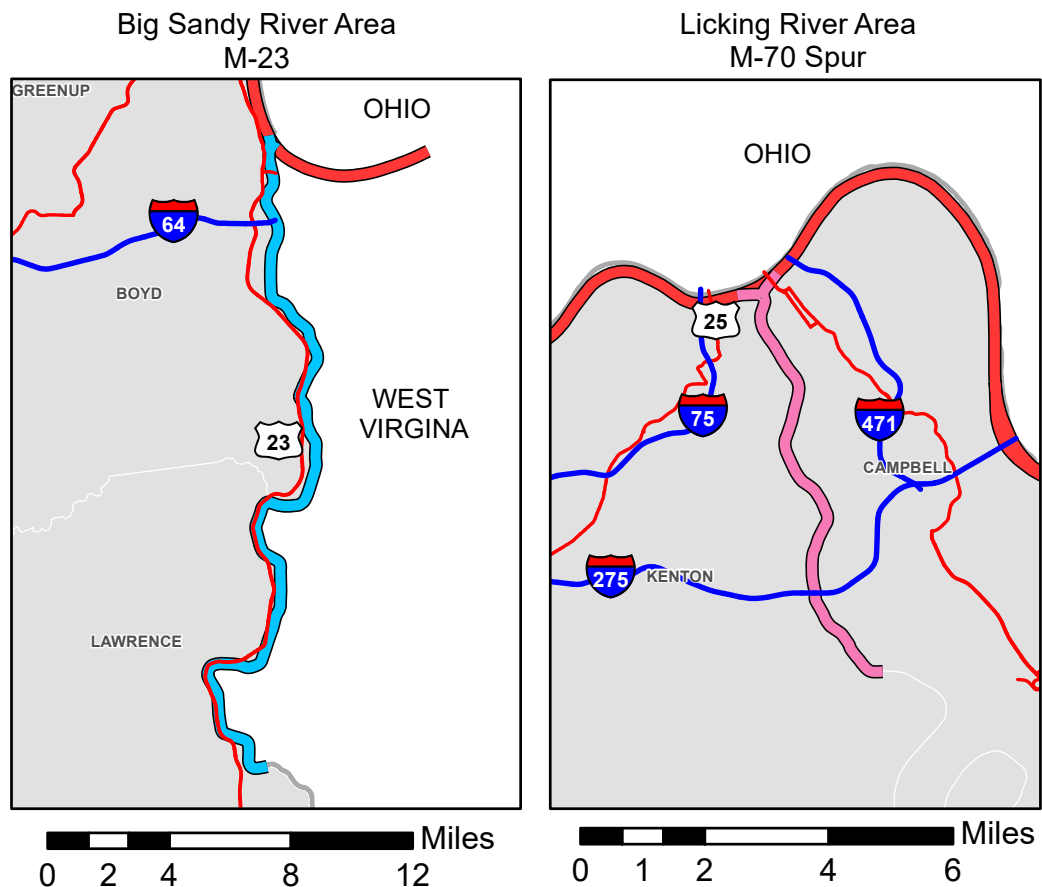 Big Sandy River Area
M-23
GREENUP
OHIO
64
BOYD
WEST
VIRGINA
23
LAWRENCE
Miles
0 2 4 8 12
Licking River Area
M-70 Spur
OHIO
25
75
471
CAMPBELL
275
KENTON
Miles
0 1 2 4 6